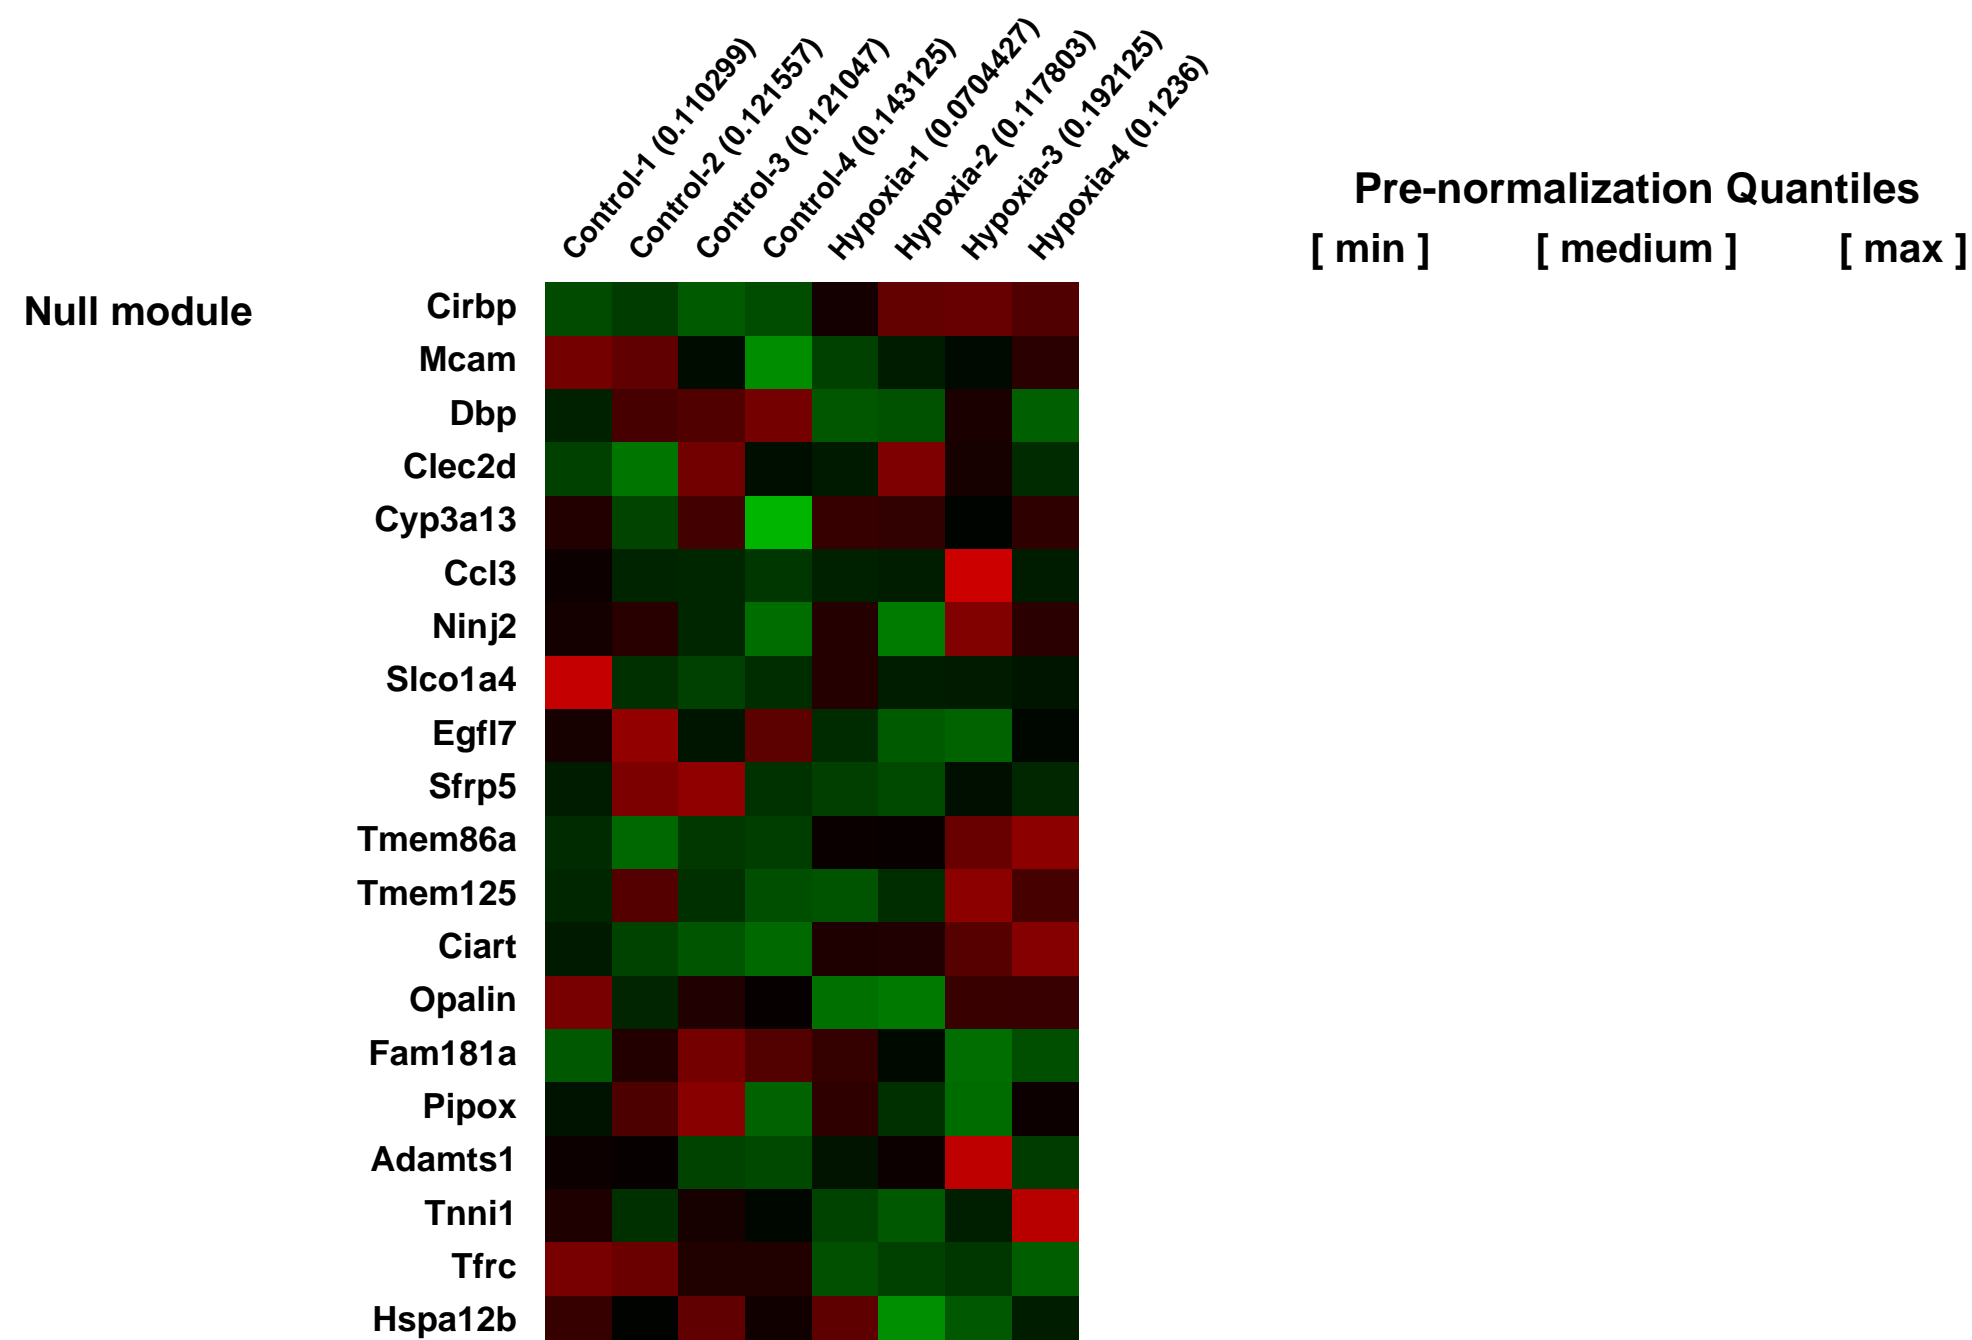 Control-1 (0.110299)
Control-2 (0.121557)
Control-3 (0.121047)
Control-4 (0.143125)
Hypoxia-1 (0.0704427)
Hypoxia-2 (0.117803)
Hypoxia-3 (0.192125)
Hypoxia-4 (0.1236)
Pre-normalization Quantiles
[ min ] [ medium ] [ max ]
Null module
Cirbp
Mcam
Dbp
Clec2d
Cyp3a13
Ccl3
Ninj2
Slco1a4
Egfl7
Sfrp5
Tmem86a
Tmem125
Ciart
Opalin
Fam181a
Pipox
Adamts1
Tnni1
Tfrc
Hspa12b